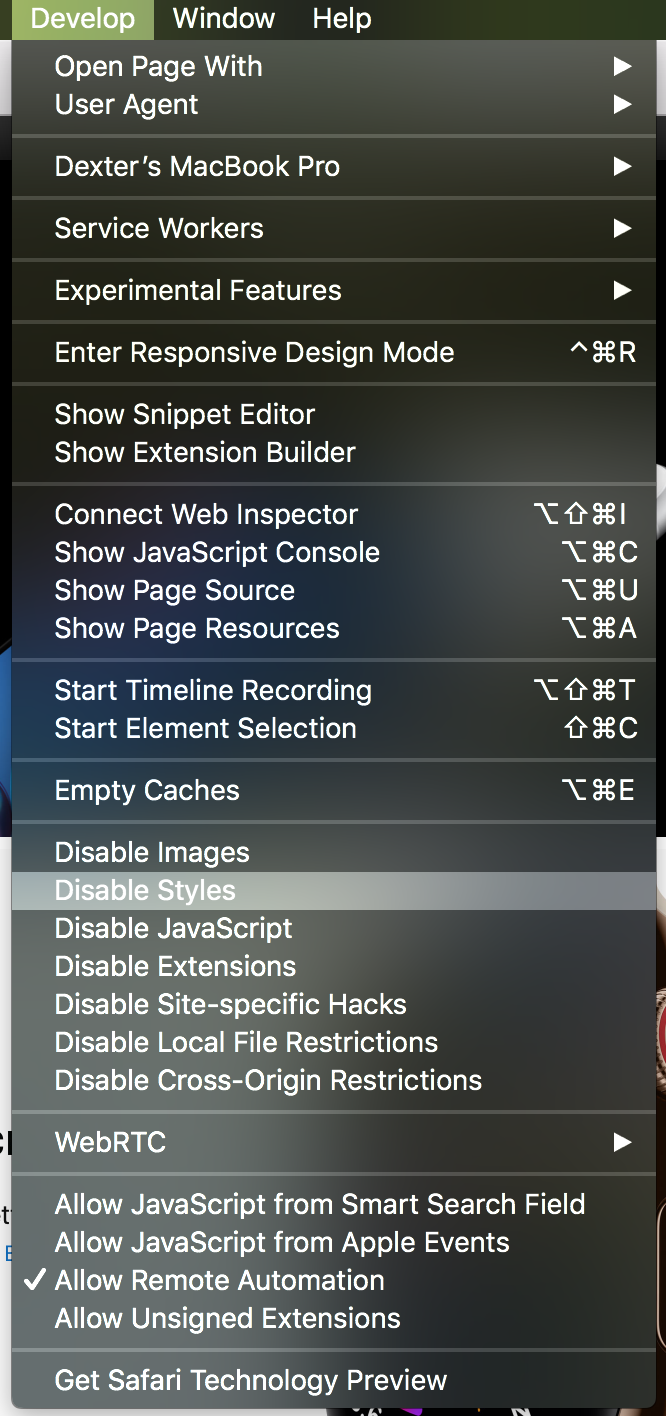 Develop Window Help
Open Page With ▶
User Agent ▶
Dexter’s MacBook Pro ▶
Service Workers ▶
Experimental Features ▶
Enter Responsive Design Mode ^⌘R
Show Snippet Editor
Show Extension Builder
Connect Web Inspector ⌥⇧⌘I
Show JavaScript Console ⌥⌘C
Show Page Source ⌥⌘U
Show Page Resources ⌥⌘A
Start Timeline Recording ⌥⇧⌘T
Start Element Selection ⇧⌘C
Empty Caches ⌥⌘E
Disable Images
Disable Styles
Disable JavaScript
Disable Extensions
Disable Site-specific Hacks
Disable Local File Restrictions
Disable Cross-Origin Restrictions
WebRTC ▶
Allow JavaScript from Smart Search Field
Allow JavaScript from Apple Events
✓ Allow Remote Automation
Allow Unsigned Extensions
Get Safari Technology Preview